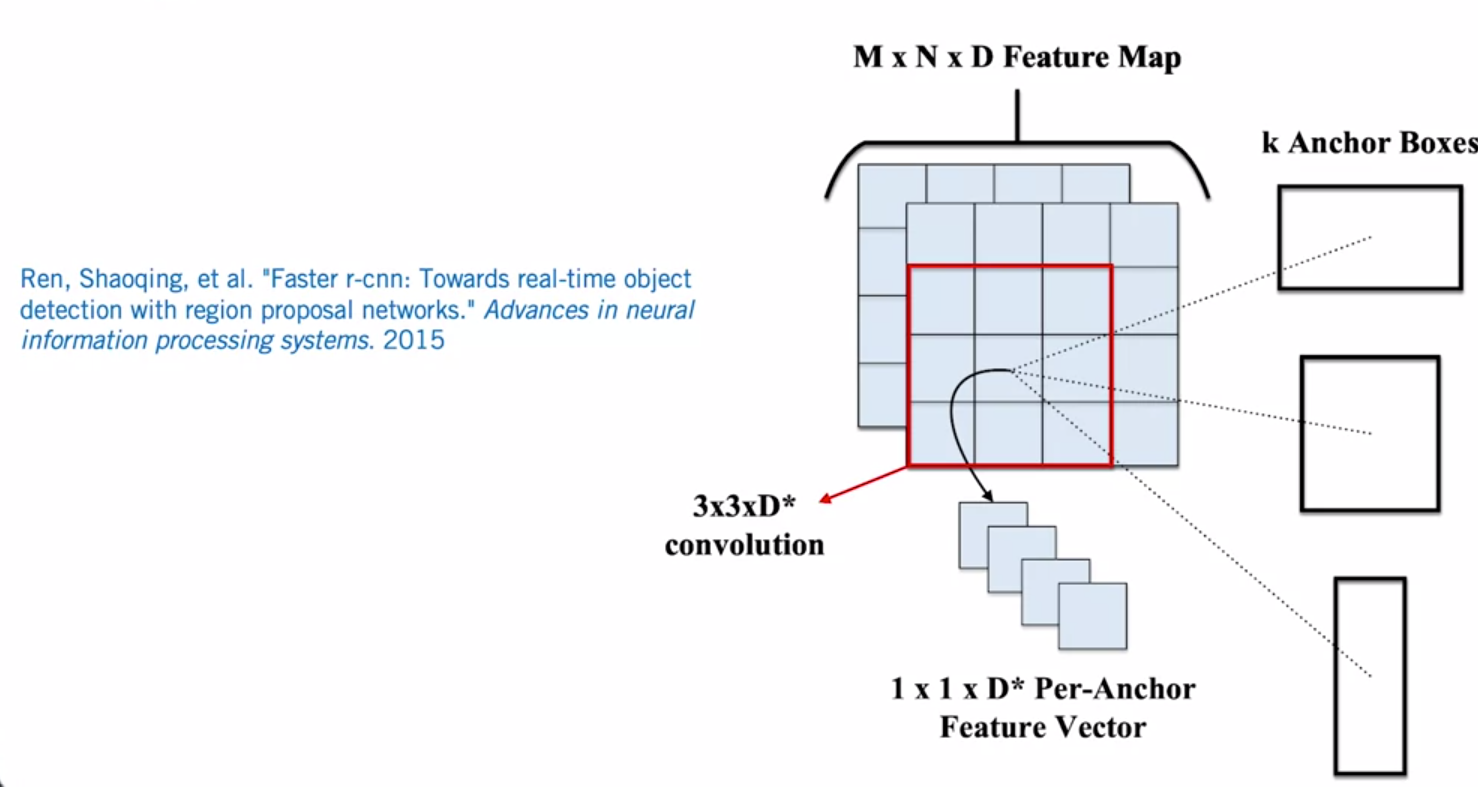 M x N x D Feature Map
k Anchor Boxes
Ren, Shaoqing, et al. "Faster r-cnn: Towards real-time object
detection with region proposal networks." Advances in neural
information processing systems. 2015
3x3xD*
convolution
1 x 1 x D* Per-Anchor
Feature Vector